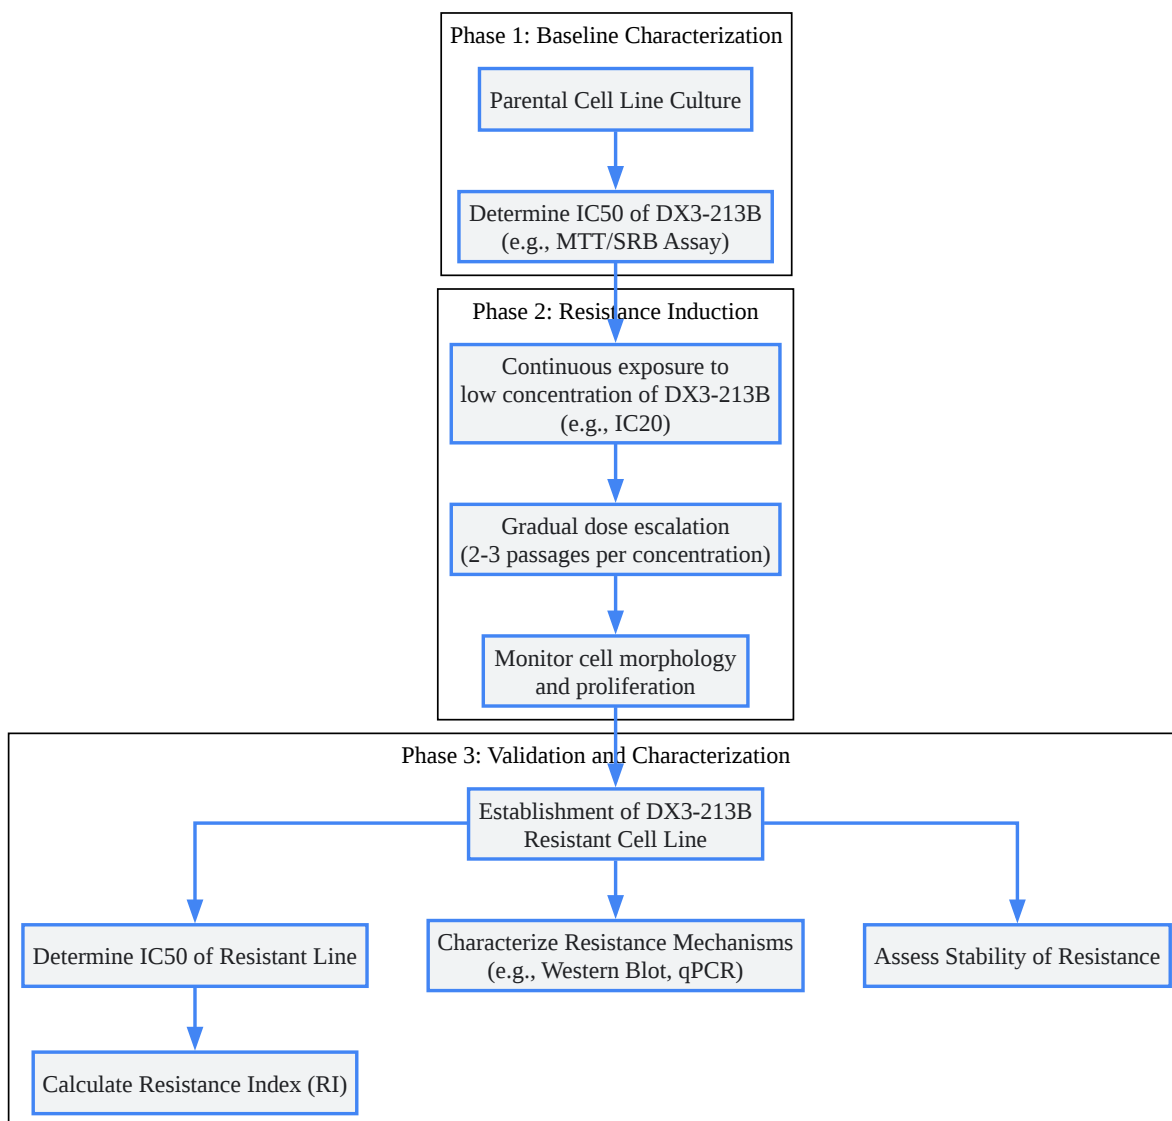 Phase 1: Baseline Characterization
Parental Cell Line Culture
Determine IC50 of DX3-213B
(e.g., MTT/SRB Assay)
Phase 2: Resistance Induction
Continuous exposure to
low concentration of DX3-213B
(e.g., IC20)
Gradual dose escalation
(2-3 passages per concentration)
Monitor cell morphology
and proliferation
Phase 3: Validation and Characterization
Establishment of DX3-213B
Resistant Cell Line
Determine IC50 of Resistant Line
Characterize Resistance Mechanisms
(e.g., Western Blot, qPCR)
Assess Stability of Resistance
Calculate Resistance Index (RI)